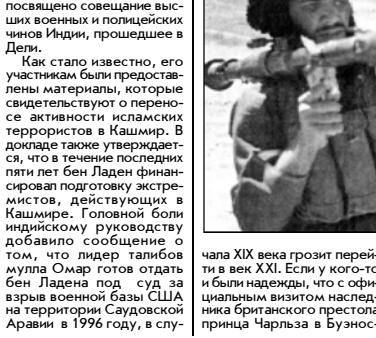 посвящено совещание выс-
ших военных и полицейских
чинов Индии, прошедшее в
Дели.
Как стало известно, его
участникам были предостав-
лены материалы, которые
свидетельствуют о перено-
се активности исламских
террористов в Кашмир. В
докладе также утверждает-
ся, что в течение последних
пяти лет бен Ладен финан-
сировал подготовку экстре-
мистов, действующих в
Кашмире. Головной боли
индийскому руководству
добавило сообщение о
том, что лидер талибов
мулла Омар готов отдать
бен Ладена под суд за
взрыв военной базы США
на территории Саудовской
Аравии в 1996 году, в слу-
чала XIX века грозит перей-
ти в век XXI. Если у кого-то
и были надежды, что с офи-
циальным визитом наслед-
ника британского престола
принца Чарльза в Буэнос-